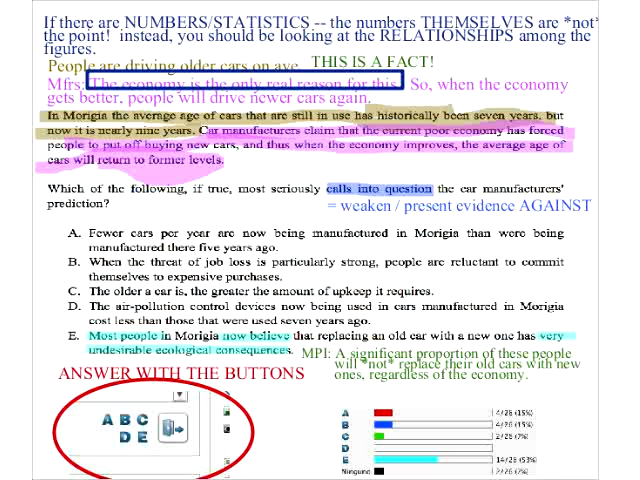 If there are NUMBERS/STATISTICS -- the numbers THEMSELVES are *not*
the point!  instead, you should be looking at the RELATIONSHIPS among the
figures.
People are driving older cars on ave   THIS IS A FACT!
Mfrs: The economy is the only real reason for this.  So, when the economy
gets better, people will drive newer cars again.
In Morigia the average age of cars that are still in use has historically been seven years, but
now it is nearly nine years. Car manufacturers claim that the current poor economy has forced
people to put off buying new cars, and thus when the economy improves, the average age of
cars will return to former levels.
Which of the following, if true, most seriously calls into question the car manufacturers'
prediction?
= weaken / present evidence AGAINST
A. Fewer cars per year are now being manufactured in Morigia than were being
manufactured there five years ago.
B. When the threat of job loss is particularly strong, people are reluctant to commit
themselves to expensive purchases.
C. The older a car is, the greater the amount of upkeep it requires.
D. The air-pollution control devices now being used in cars manufactured in Morigia
cost less than those that were used seven years ago.
E. Most people in Morigia now believe that replacing an old car with a new one has very
undesirable ecological consequences.
MPI: A significant proportion of these people
will *not* replace their old cars with new
ones, regardless of the economy.
ANSWER WITH THE BUTTONS
A B C
D E
A 4/26 (15%)
B 4/26 (15%)
C 2/26 (7%)
D
E 14/26 (53%)
Ninguno 2/26 (7%)